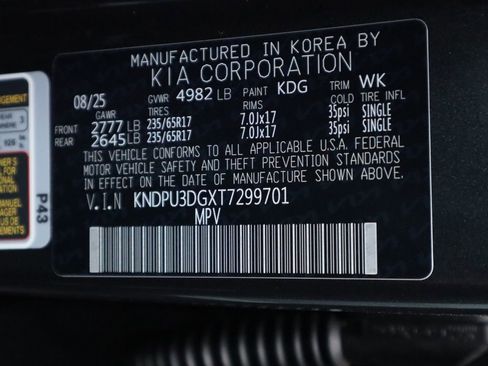 MANUFACTURED IN KOREA BY
KIA CORPORATION
08/25 GVWR 4982 LB PAINT KDG TRIM WK
GAWR TIRES RIMS COLD TIRE INFL
FRONT 2777 LB 235/65R17 7.0Jx17 35psi SINGLE
REAR 2645 LB 235/65R17 7.0Jx17 35psi SINGLE
THIS VEHICLE CONFORMS TO ALL APPLICABLE U.S.A. FEDERAL
MOTOR VEHICLE SAFETY AND THEFT PREVENTION STANDARDS
IN EFFECT ON THE DATE OF MANUFACTURE SHOWN ABOVE.
V.I.N KNDPU3DGXT7299701
MPV
P43